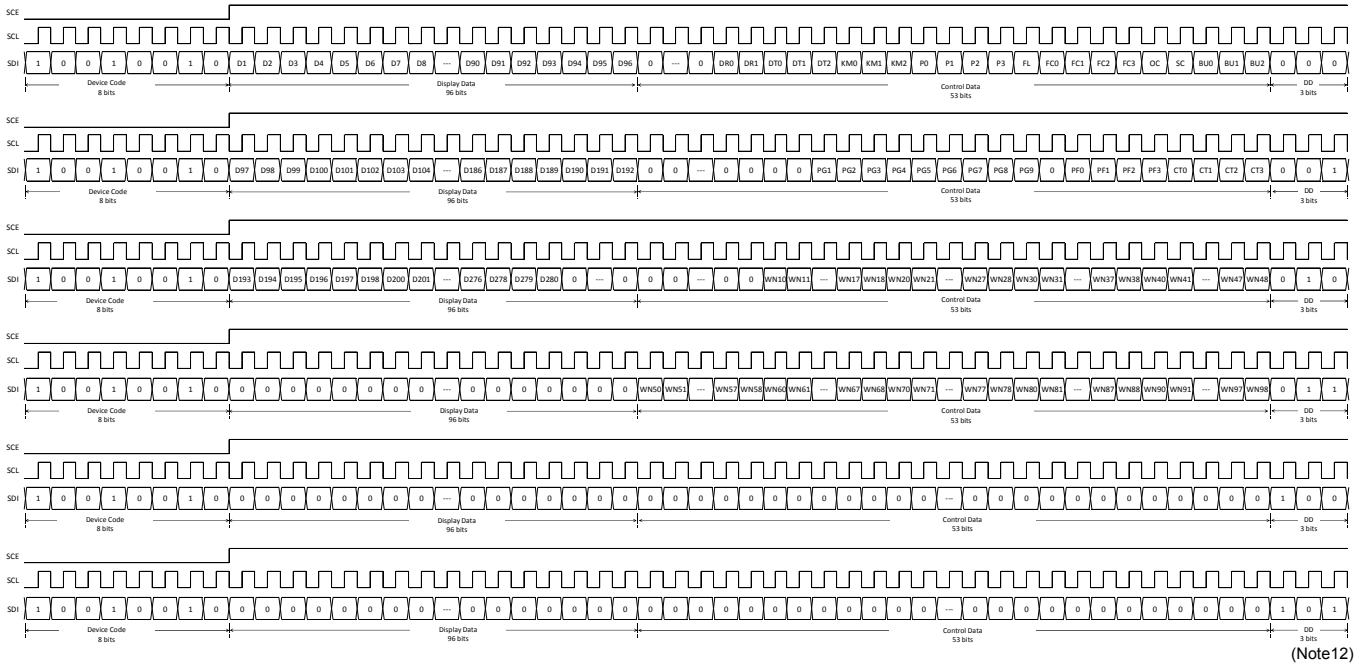 SCE
SCL
SDI 1 0 0 1 0 0 1 0 D1 D2 D3 D4 D5 D6 D7 D8 --- D90 D91 D92 D93 D94 D95 D96 0 --- 0 DR0 DR1 DT0 DT1 DT2 KM0 KM1 KM2 P0 P1 P2 P3 FL FC0 FC1 FC2 FC3 OC SC BU0 BU1 BU2 0 0 0
Device Code Display Data Control Data DD
8 bits 96 bits 53 bits 3 bits
SCE
SCL
SDI 1 0 0 1 0 0 1 0 D97 D98 D99 D100 D101 D102 D103 D104 --- D186 D187 D188 D189 D190 D191 D192 0 0 --- 0 0 0 0 PG1 PG2 PG3 PG4 PG5 PG6 PG7 PG8 PG9 0 PF0 PF1 PF2 PF3 CT0 CT1 CT2 CT3 0 0 1
Device Code Display Data Control Data DD
8 bits 96 bits 53 bits 3 bits
SCE
SCL
SDI 1 0 0 1 0 0 1 0 D193 D194 D195 D196 D197 D198 D200 D201 --- D276 D278 D279 D280 0 --- 0 0 0 --- 0 0 WN10 WN11 --- WN17 WN18 WN20 WN21 --- WN27 WN28 WN30 WN31 --- WN37 WN38 WN40 WN41 --- WN47 WN48 0 1 0
Device Code Display Data Control Data DD
8 bits 96 bits 53 bits 3 bits
SCE
SCL
SDI 1 0 0 1 0 0 1 0 0 0 0 0 0 0 0 0 --- 0 0 0 0 0 0 0 WN50 WN51 --- WN57 WN58 WN60 WN61 --- WN67 WN68 WN70 WN71 --- WN77 WN78 WN80 WN81 --- WN87 WN88 WN90 WN91 --- WN97 WN98 0 1 1
Device Code Display Data Control Data DD
8 bits 96 bits 53 bits 3 bits
SCE
SCL
SDI 1 0 0 1 0 0 1 0 0 0 0 0 0 0 0 0 --- 0 0 0 0 0 0 0 0 0 0 0 0 0 0 0 0 0 0 0 --- 0 0 0 0 0 0 0 0 0 0 0 0 1 0 0
Device Code Display Data Control Data DD
8 bits 96 bits 53 bits 3 bits
SCE
SCL
SDI 1 0 0 1 0 0 1 0 0 0 0 0 0 0 0 0 --- 0 0 0 0 0 0 0 0 0 0 0 0 0 0 0 0 0 0 0 --- 0 0 0 0 0 0 0 0 0 0 0 0 1 0 1
Device Code Display Data Control Data DD
8 bits 96 bits 53 bits 3 bits
(Note12)